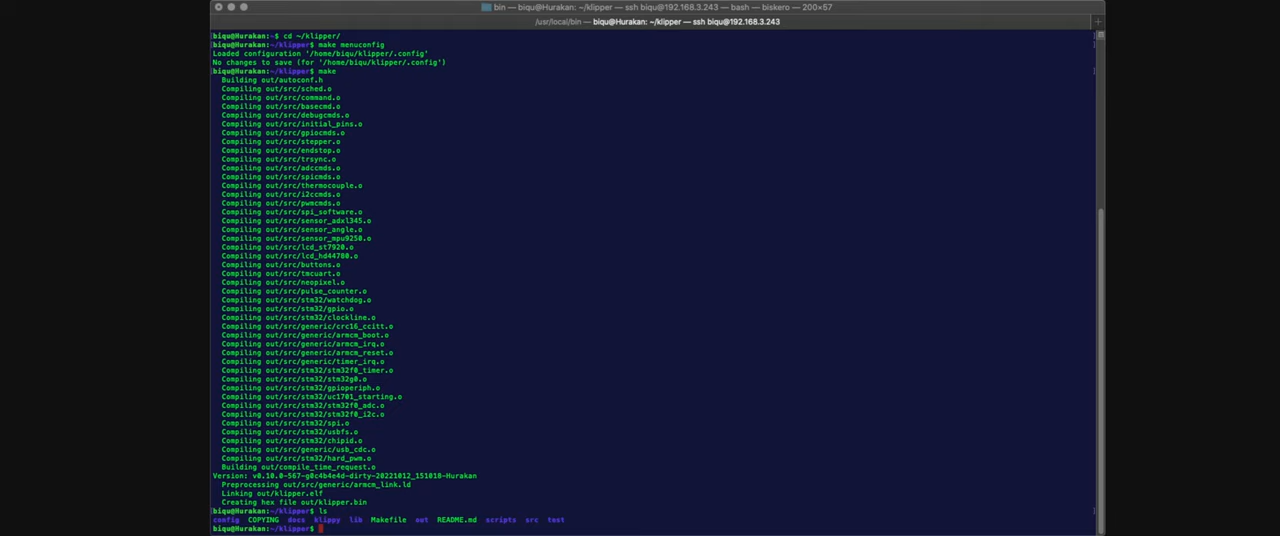 bin — biqu@Hurakan: ~/klipper — ssh biqu@192.168.3.243 — bash — biskero — 200×57
/usr/local/bin — biqu@Hurakan: ~/klipper — ssh biqu@192.168.3.243
biqu@Hurakan:~$ cd ~/klipper/
biqu@Hurakan:~/klipper$ make menuconfig
Loaded configuration '/home/biqu/klipper/.config'
No changes to save (for '/home/biqu/klipper/.config')
biqu@Hurakan:~/klipper$ make
Building out/autoconf.h
Compiling out/src/sched.o
Compiling out/src/command.o
Compiling out/src/basecmd.o
Compiling out/src/debugcmds.o
Compiling out/src/initial_pins.o
Compiling out/src/gpiocmds.o
Compiling out/src/stepper.o
Compiling out/src/endstop.o
Compiling out/src/trsync.o
Compiling out/src/adccmds.o
Compiling out/src/spicmds.o
Compiling out/src/thermocouple.o
Compiling out/src/i2ccmds.o
Compiling out/src/pwmcmds.o
Compiling out/src/spi_software.o
Compiling out/src/sensor_adxl345.o
Compiling out/src/sensor_angle.o
Compiling out/src/sensor_mpu9250.o
Compiling out/src/lcd_st7920.o
Compiling out/src/lcd_hd44780.o
Compiling out/src/buttons.o
Compiling out/src/tmcuart.o
Compiling out/src/neopixel.o
Compiling out/src/pulse_counter.o
Compiling out/src/stm32/watchdog.o
Compiling out/src/stm32/gpio.o
Compiling out/src/stm32/clockline.o
Compiling out/src/generic/crc16_ccitt.o
Compiling out/src/generic/armcm_boot.o
Compiling out/src/generic/armcm_irq.o
Compiling out/src/generic/armcm_reset.o
Compiling out/src/generic/timer_irq.o
Compiling out/src/stm32/stm32f0_timer.o
Compiling out/src/stm32/stm32g0.o
Compiling out/src/stm32/gpioperiph.o
Compiling out/src/stm32/uc1701_starting.o
Compiling out/src/stm32/stm32f0_adc.o
Compiling out/src/stm32/stm32f0_i2c.o
Compiling out/src/stm32/spi.o
Compiling out/src/stm32/usbfs.o
Compiling out/src/stm32/chipid.o
Compiling out/src/generic/usb_cdc.o
Compiling out/src/stm32/hard_pwm.o
Building out/compile_time_request.o
Version: v0.10.0-567-g0c4b4e4d-dirty-20221012_151018-Hurakan
Preprocessing out/src/generic/armcm_link.ld
Linking out/klipper.elf
Creating hex file out/klipper.bin
biqu@Hurakan:~/klipper$ ls
config COPYING docs klippy lib Makefile out README.md scripts src test
biqu@Hurakan:~/klipper$